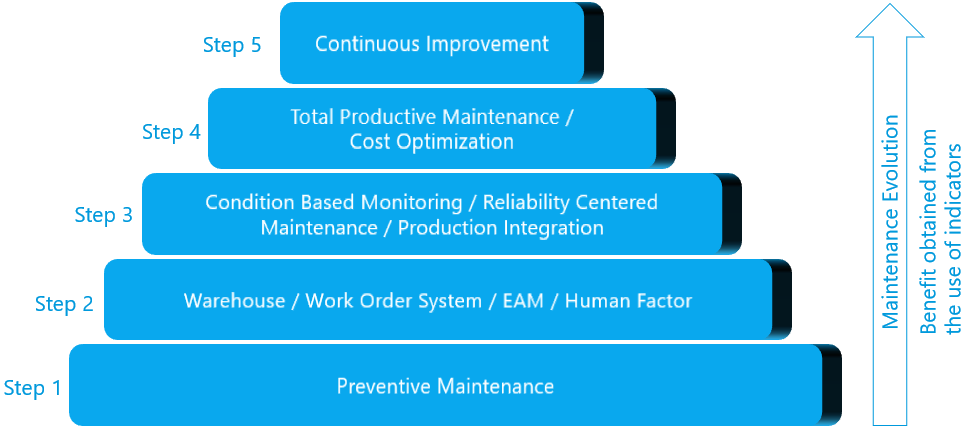 Step 5
Continuous Improvement
Step 4
Total Productive Maintenance /
Cost Optimization
Step 3
Condition Based Monitoring / Reliability Centered
Maintenance / Production Integration
Step 2
Warehouse / Work Order System / EAM / Human Factor
Step 1
Preventive Maintenance
Maintenance Evolution
Benefit obtained from
the use of indicators